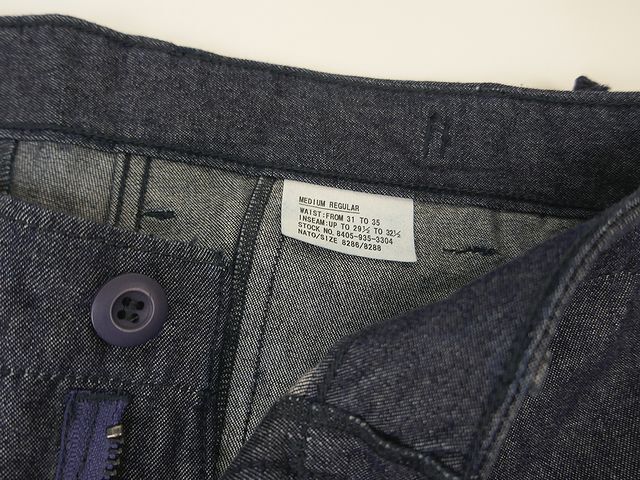 MEDIUM REGULAR
WAIST:FROM 31 TO 35
INSEAM:UP TO 29½ TO 32½
STOCK NO. 8405-935-3304
NATO/SIZE 8286/8288